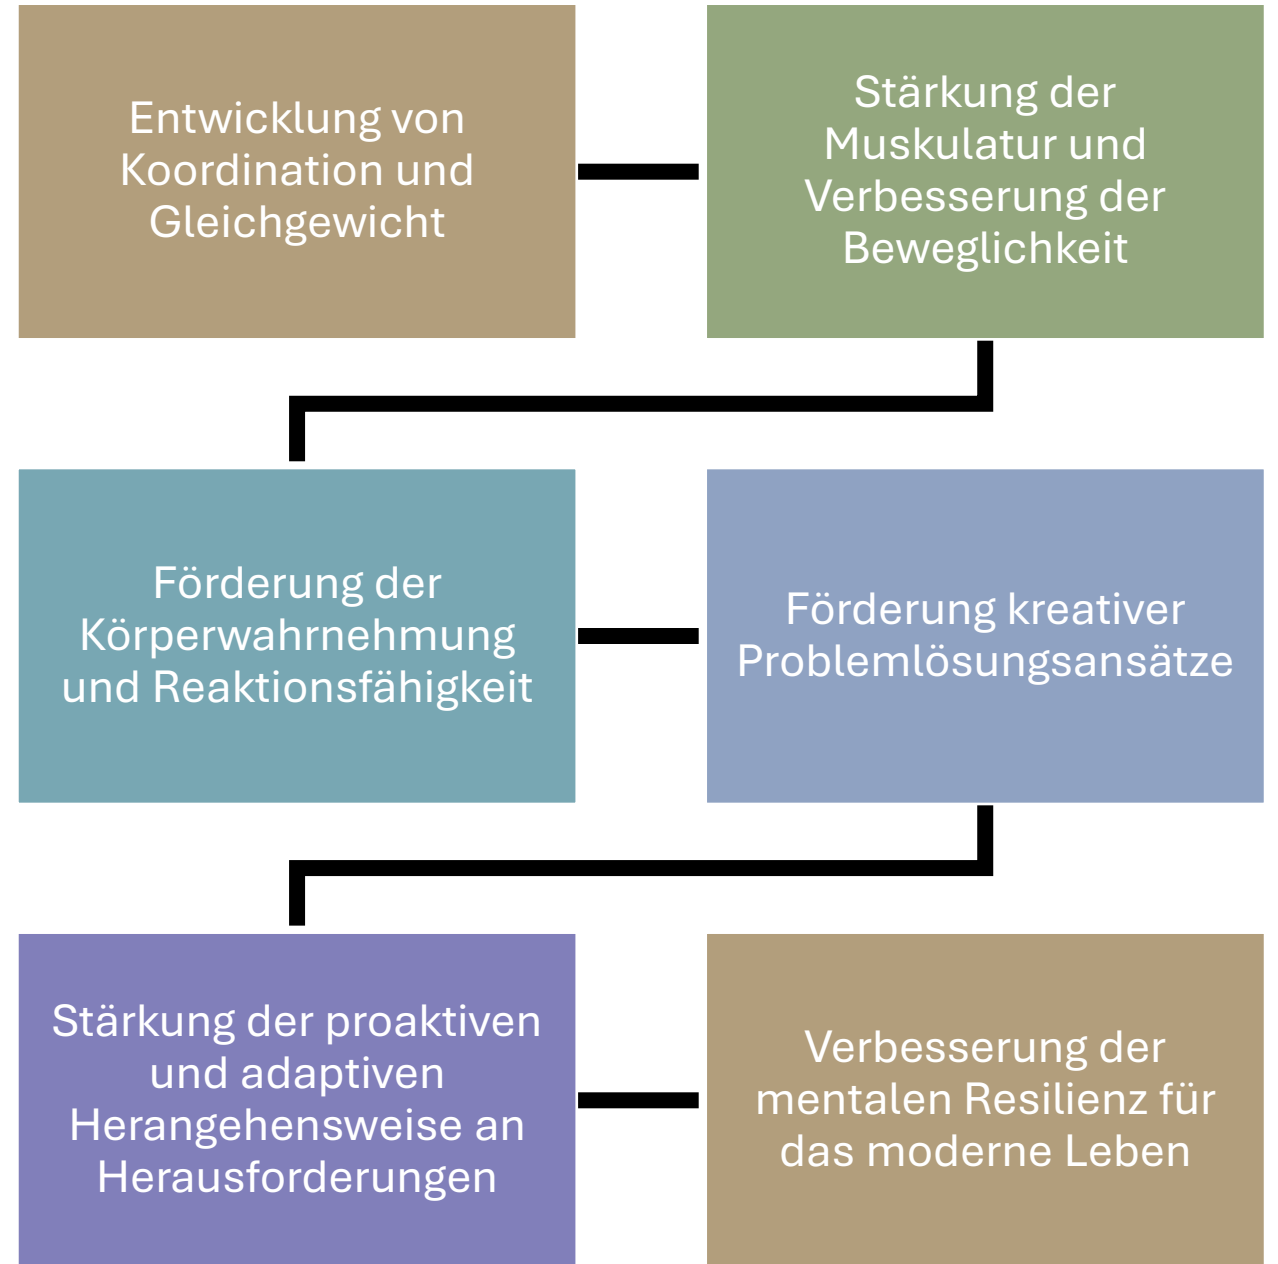 Entwicklung von
Koordination und
Gleichgewicht
Stärkung der
Muskulatur und
Verbesserung der
Beweglichkeit
Förderung der
Körperwahrnehmung
und Reaktionsfähigkeit
Förderung kreativer
Problemlösungsansätze
Stärkung der proaktiven
und adaptiven
Herangehensweise an
Herausforderungen
Verbesserung der
mentalen Resilienz für
das moderne Leben